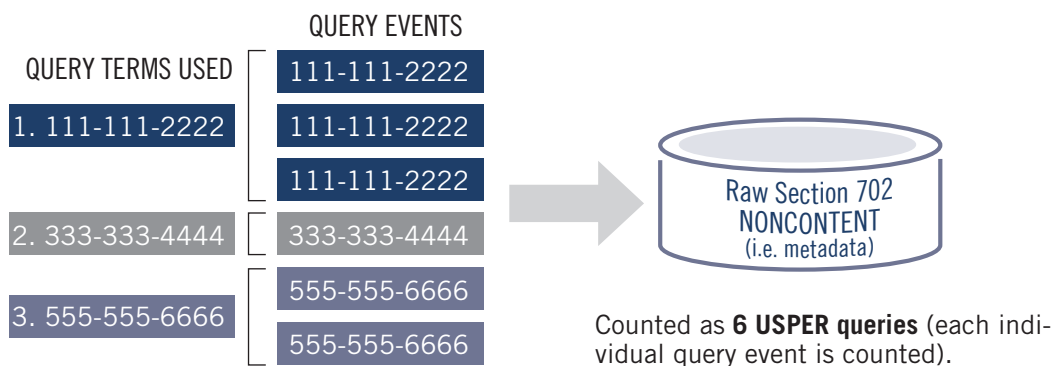 QUERY EVENTS
QUERY TERMS USED
1. 111-111-2222
111-111-2222
111-111-2222
111-111-2222
2. 333-333-4444
333-333-4444
3. 555-555-6666
555-555-6666
555-555-6666
Raw Section 702
NONCONTENT
(i.e. metadata)
Counted as 6 USPER queries (each indi-
vidual query event is counted).